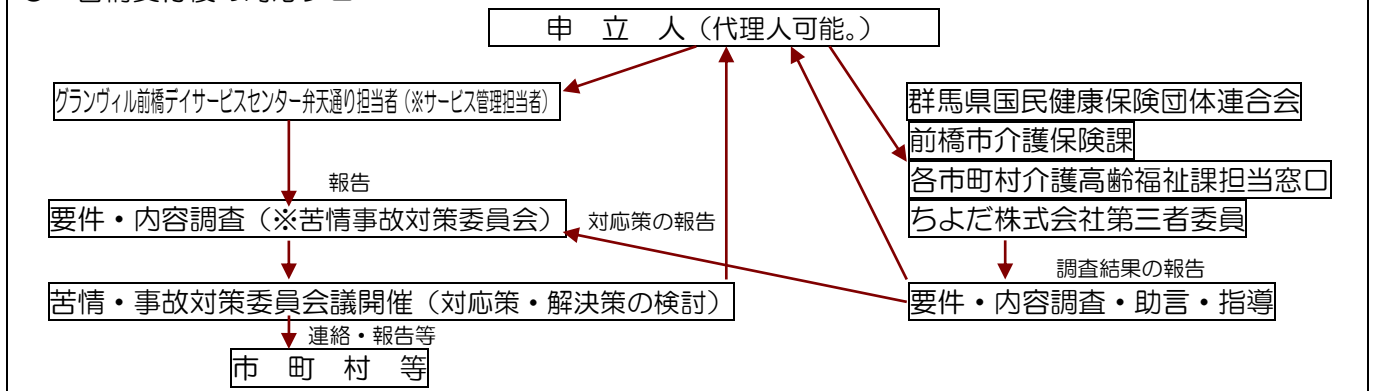 申 立 人（代理人可能。）
グランヴィル前橋デイサービスセンター弁天通り担当者（※サービス管理担当者）
群馬県国民健康保険団体連合会
前橋市介護保険課
各市町村介護高齢福祉課担当窓口
ちよだ株式会社第三者委員
報告
要件・内容調査（※苦情事故対策委員会）
対応策の報告
調査結果の報告
苦情・事故対策委員会議開催（対応策・解決策の検討）
要件・内容調査・助言・指導
連絡・報告等
市 町 村 等